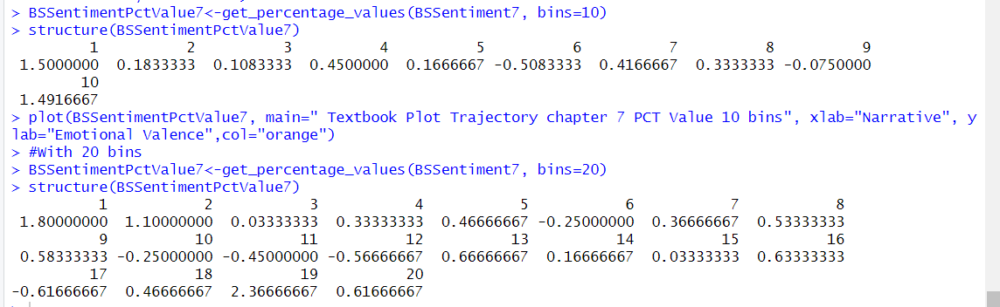 > BSSentimentPctValue7<-get_percentage_values(BSSentiment7, bins=10)
> structure(BSSentimentPctValue7)
1 2 3 4 5 6 7 8 9
1.5000000 0.1833333 0.1083333 0.4500000 0.1666667 -0.5083333 0.4166667 0.3333333 -0.0750000
10
1.4916667
> plot(BSSentimentPctValue7, main=" Textbook Plot Trajectory chapter 7 PCT Value 10 bins", xlab="Narrative", y
lab="Emotional Valence",col="orange")
> #With 20 bins
> BSSentimentPctValue7<-get_percentage_values(BSSentiment7, bins=20)
> structure(BSSentimentPctValue7)
1 2 3 4 5 6 7 8
1.80000000 1.10000000 0.03333333 0.33333333 0.46666667 -0.25000000 0.36666667 0.53333333
9 10 11 12 13 14 15 16
0.58333333 -0.25000000 -0.45000000 -0.56666667 0.66666667 0.16666667 0.03333333 0.63333333
17 18 19 20
-0.61666667 0.46666667 2.36666667 0.61666667